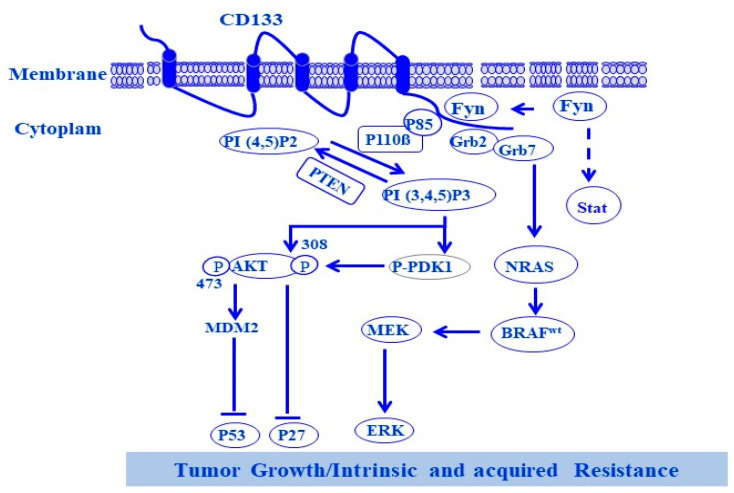 CD133
Membrane
Cytoplam
Fyn
Fyn
P85
P110ß
Grb2
Grb7
PI (4,5)P2
PTEN
PI (3,4,5)P3
Stat
308
P
AKT
P
473
P-PDK1
NRAS
MDM2
MEK
BRAFwt
P53
P27
ERK
Tumor Growth/Intrinsic and acquired Resistance